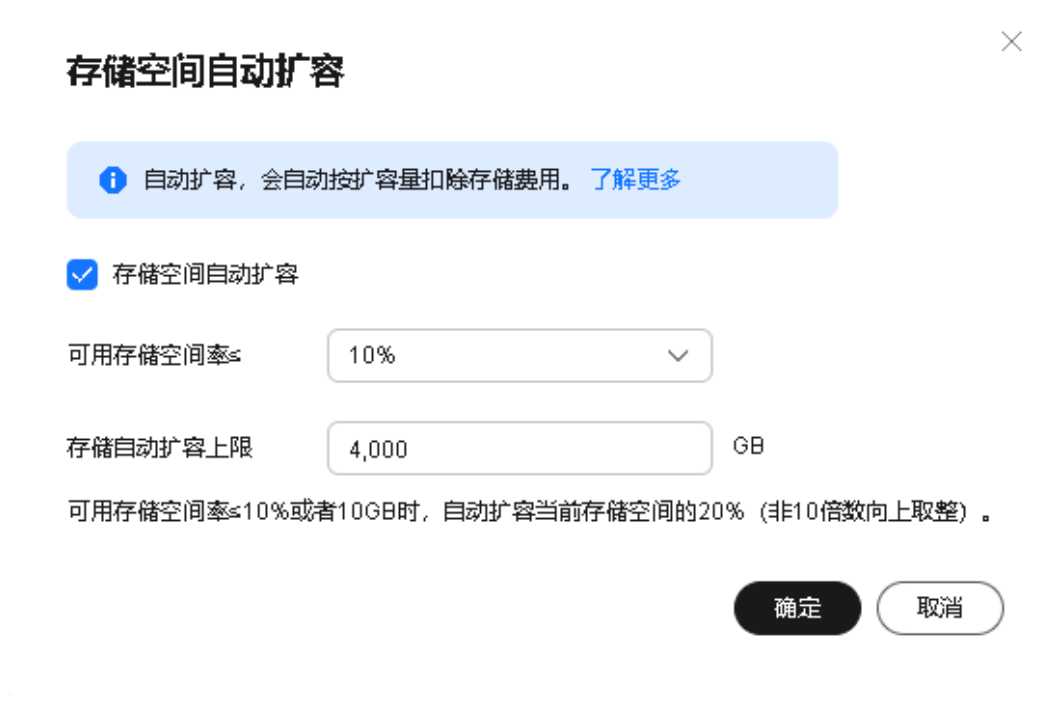 存储空间自动扩容
自动扩容，会自动按扩容量扣除存储费用。 了解更多
存储空间自动扩容
可用存储空间率≤ 10%
存储自动扩容上限 4,000 GB
可用存储空间率≤10%或者10GB时，自动扩容当前存储空间的20%（非10倍数向上取整）。
确定 取消